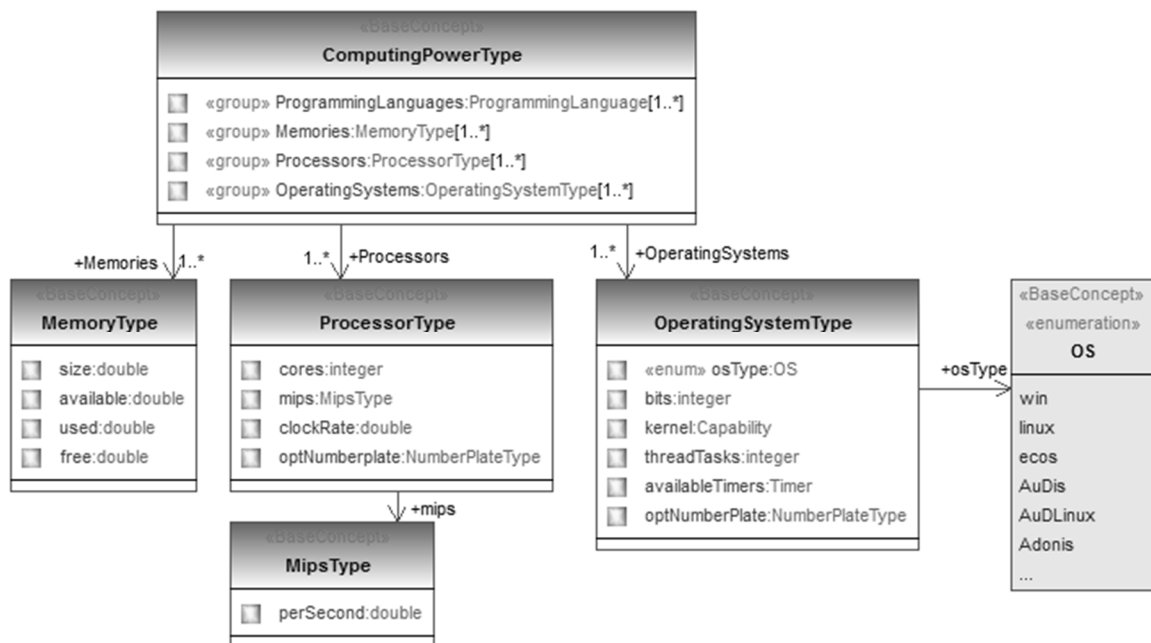 «BaseConcept»
ComputingPowerType
«group» ProgrammingLanguages:ProgrammingLanguage[1..*]
«group» Memories:MemoryType[1..*]
«group» Processors:ProcessorType[1..*]
«group» OperatingSystems:OperatingSystemType[1..*]
+Memories 1..*
1..* +Processors
1..* +OperatingSystems
«BaseConcept»
MemoryType
size:double
available:double
used:double
free:double
«BaseConcept»
ProcessorType
cores:integer
mips:MipsType
clockRate:double
optNumberplate:NumberPlateType
+mips
«BaseConcept»
MipsType
perSecond:double
«BaseConcept»
OperatingSystemType
«enum» osType:OS
bits:integer
kernel:Capability
threadTasks:integer
availableTimers:Timer
optNumberPlate:NumberPlateType
+osType
«BaseConcept»
«enumeration»
OS
win
linux
ecos
AuDis
AuDLinux
Adonis
...